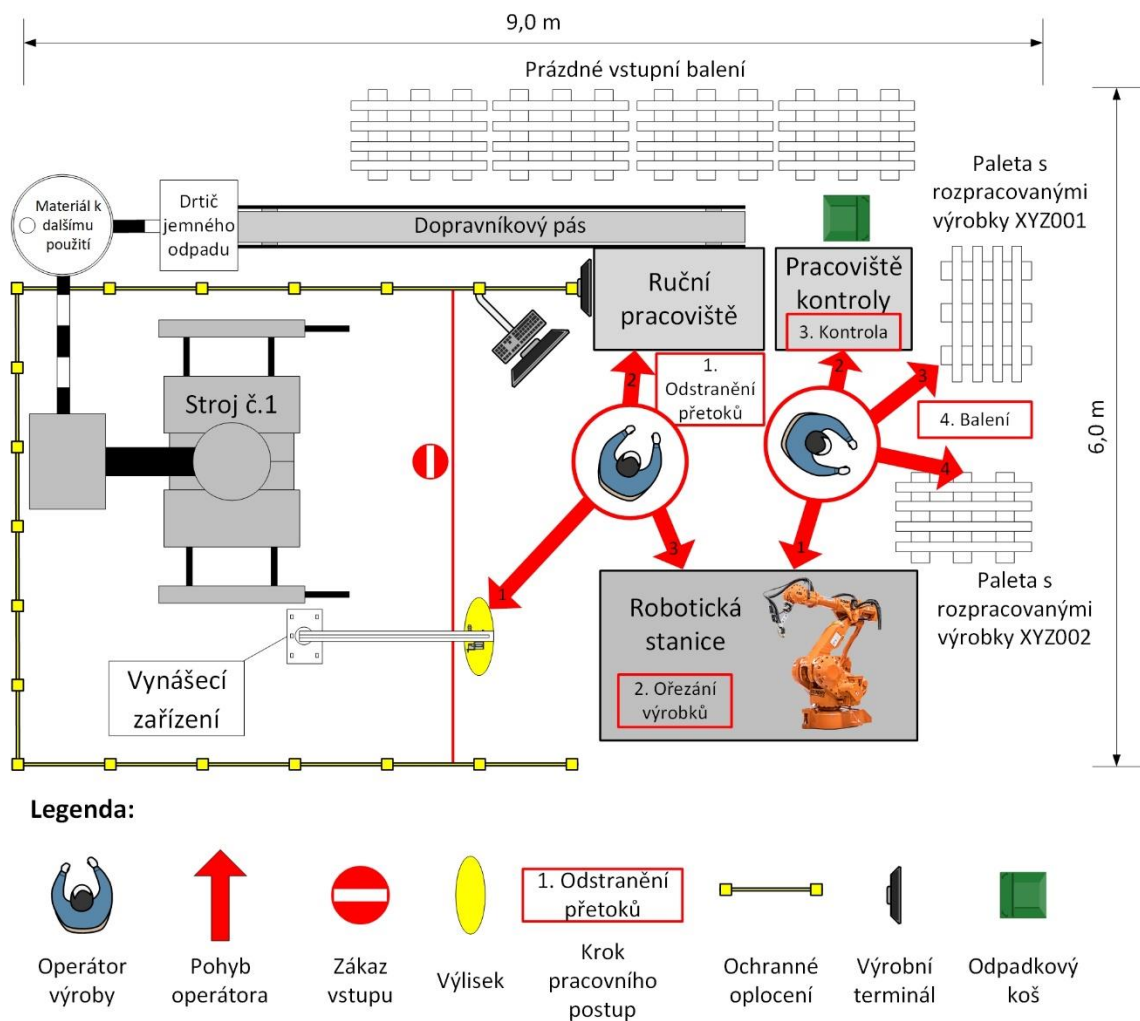 9,0 m
Prázdné vstupní balení
6,0 m
Paleta s
rozpracovanými
výrobky XYZ001
Materiál k
dalšímu
použití
Drtič
jemného
odpadu
Dopravníkový pás
Ruční
pracoviště
Pracoviště
kontroly
3. Kontrola
1.
Odstranění
přetoků
2
2
3
4. Balení
4
Stroj č.1
1
3
1
Paleta s
rozpracovanými
výrobky XYZ002
Robotická
stanice
2. Ořezání
výrobků
Vynášecí
zařízení
Legenda:
1. Odstranění
přetoků
Operátor
výroby
Pohyb
operátora
Zákaz
vstupu
Výlisek
Krok
pracovního
postup
Ochranné
oplocení
Výrobní
terminál
Odpadkový
koš